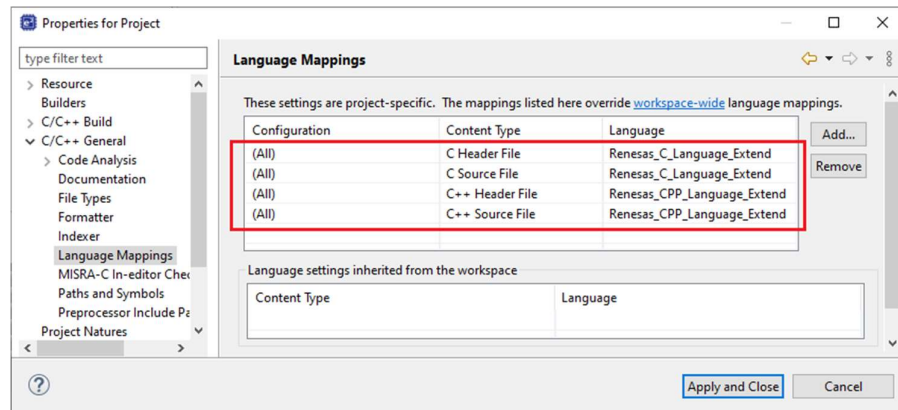 Properties for Project
type filter text
Language Mappings
Resource
Builders
C/C++ Build
C/C++ General
Code Analysis
Documentation
File Types
Formatter
Indexer
Language Mappings
MISRA-C In-editor Chec
Paths and Symbols
Preprocessor Include Pa
Project Natures
These settings are project-specific. The mappings listed here override workspace-wide language mappings.
Configuration Content Type Language
(All) C Header File Renesas_C_Language_Extend
(All) C Source File Renesas_C_Language_Extend
(All) C++ Header File Renesas_CPP_Language_Extend
(All) C++ Source File Renesas_CPP_Language_Extend
Add...
Remove
Language settings inherited from the workspace
Content Type Language
Apply and Close Cancel